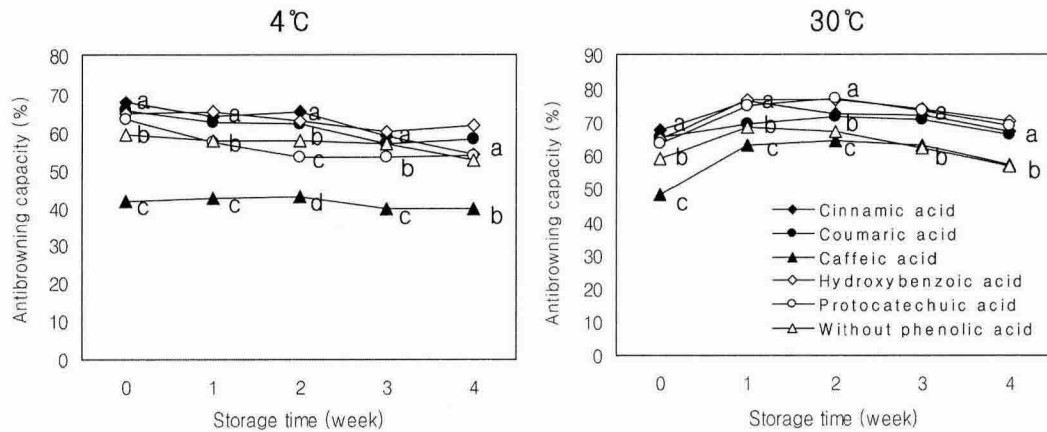 4℃
80
70
60
50
40
30
20
10
0
Antibrowning capacity (%)
a
a
a
a
a
b
b
b
b
c
c
c
d
c
b
0 1 2 3 4
Storage time (week)
30℃
90
80
70
60
50
40
30
20
10
0
Antibrowning capacity (%)
a
a
a
a
a
b
b
b
b
b
c
c
c
Cinnamic acid
Coumaric acid
Caffeic acid
Hydroxybenzoic acid
Protocatechuic acid
Without phenolic acid
0 1 2 3 4
Storage time (week)